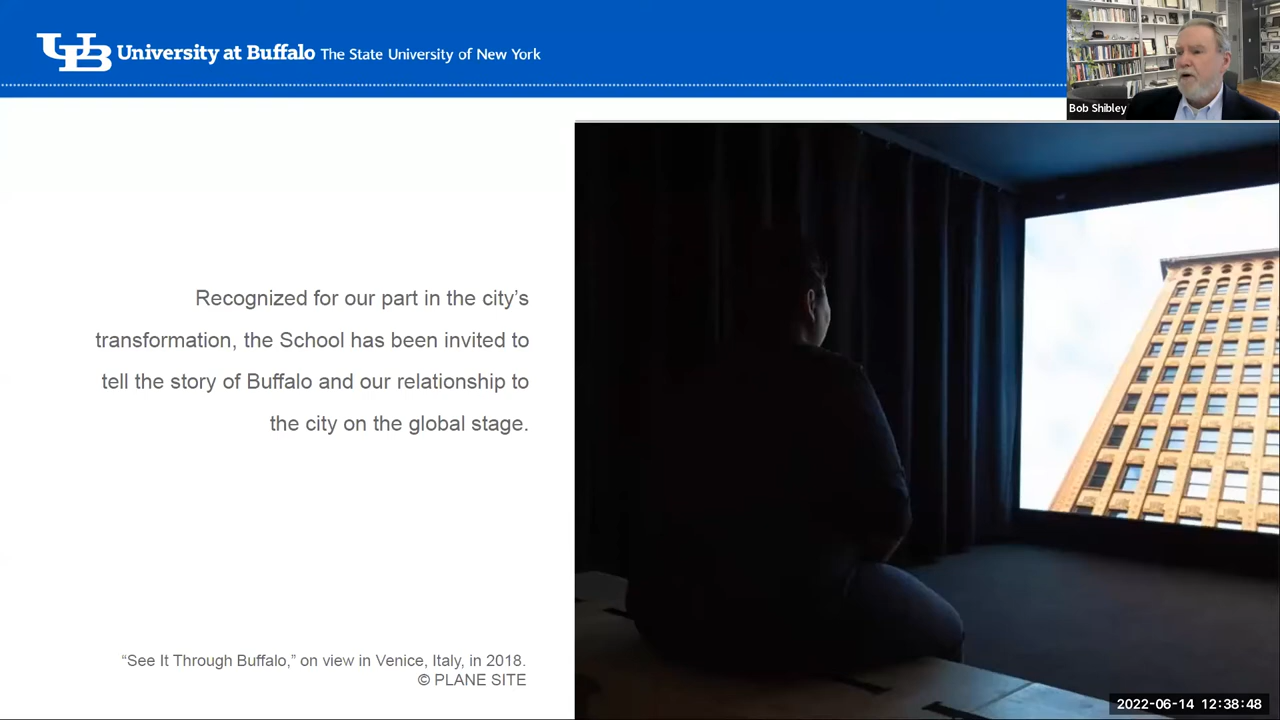 UB University at Buffalo The State University of New York
Bob Shibley
Recognized for our part in the city’s
transformation, the School has been invited to
tell the story of Buffalo and our relationship to
the city on the global stage.
“See It Through Buffalo,” on view in Venice, Italy, in 2018.
© PLANE SITE
2022-06-14 12:38:48